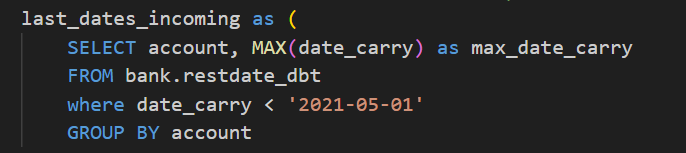 last_dates_incoming as (
SELECT account, MAX(date_carry) as max_date_carry
FROM bank.restdate_dbt
where date_carry < '2021-05-01'
GROUP BY account